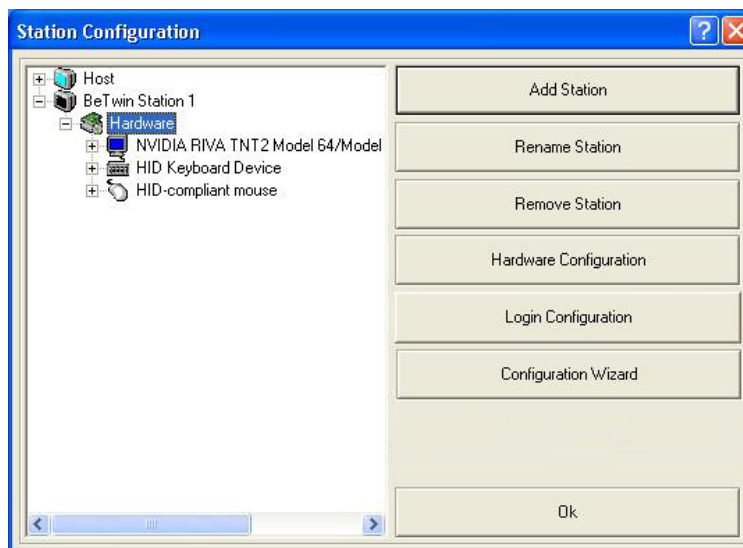 Station Configuration
Host
BeTwin Station 1
Hardware
NVIDIA RIVA TNT2 Model 64/Model
HID Keyboard Device
HID-compliant mouse
Add Station
Rename Station
Remove Station
Hardware Configuration
Login Configuration
Configuration Wizard
Ok